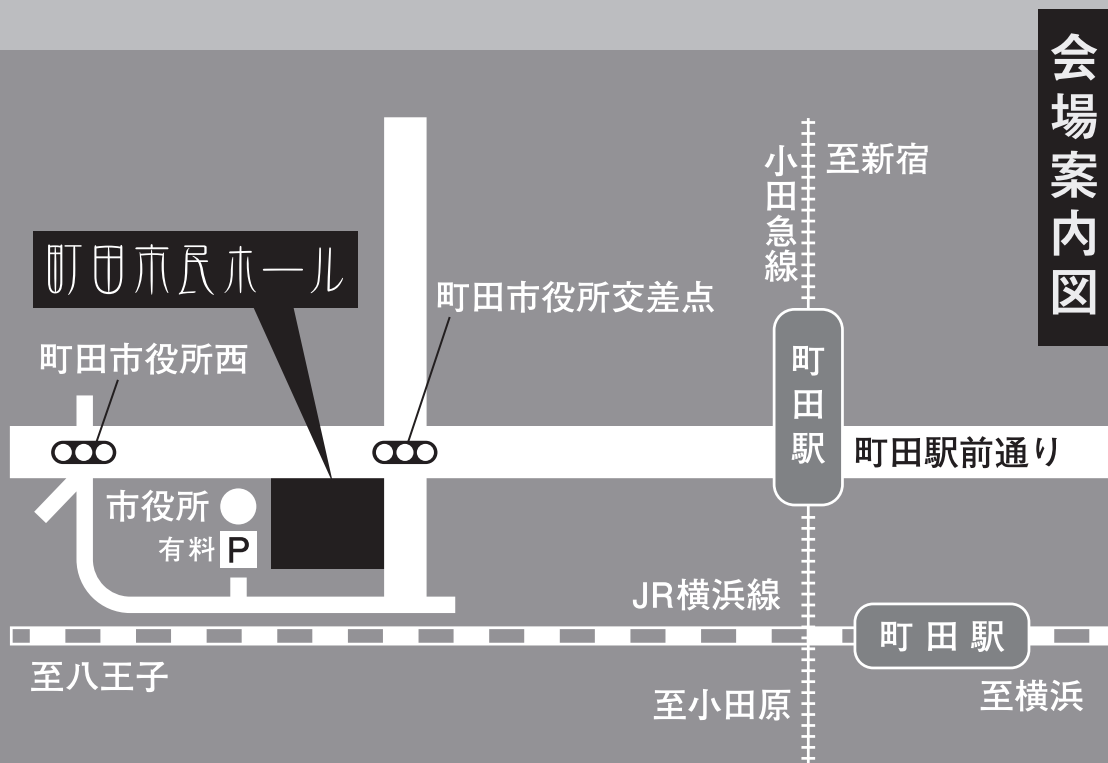 会場案内図
至新宿
小田急線
町田市民ホール
町田市役所交差点
町田市役所西
町田駅
町田駅前通り
市役所
有料 P
JR横浜線
町田駅
至八王子
至小田原
至横浜